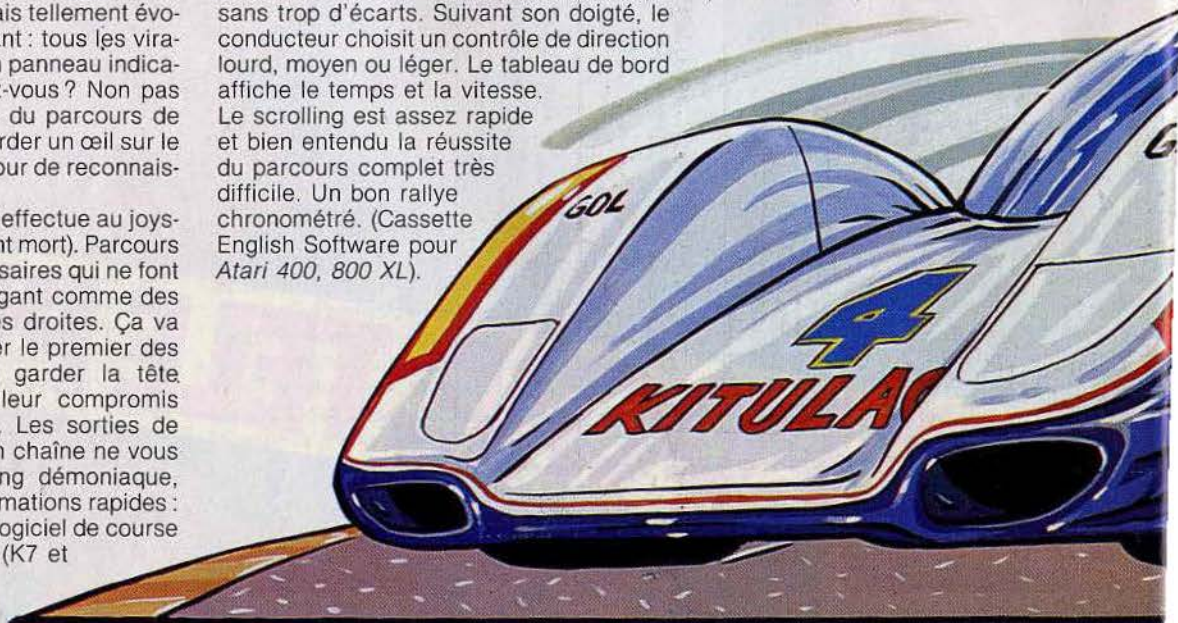 ais tellement évo-
ant : tous les vira-
n panneau indica-
z-vous ? Non pas
du parcours de
arder un œil sur le
our de reconnais-
effectue au joys-
nt mort). Parcours
saires qui ne font
gant comme des
es droites. Ça va
er le premier des
garder la tête
leur compromis
. Les sorties de
n chaîne ne vous
ng démoniaque,
mations rapides :
ogiciel de course
(K7 et
sans trop d'écarts. Suivant son doigté, le
conducteur choisit un contrôle de direction
lourd, moyen ou léger. Le tableau de bord
affiche le temps et la vitesse.
Le scrolling est assez rapide
et bien entendu la réussite
du parcours complet très
difficile. Un bon rallye
chronométré. (Cassette
English Software pour
Atari 400, 800 XL).
GOL
G
4
KITULA